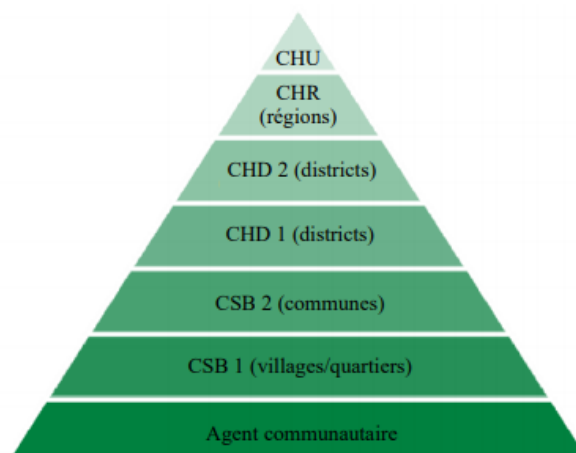 CHU
CHR
(régions)
CHD 2 (districts)
CHD 1 (districts)
CSB 2 (communes)
CSB 1 (villages/quartiers)
Agent communautaire